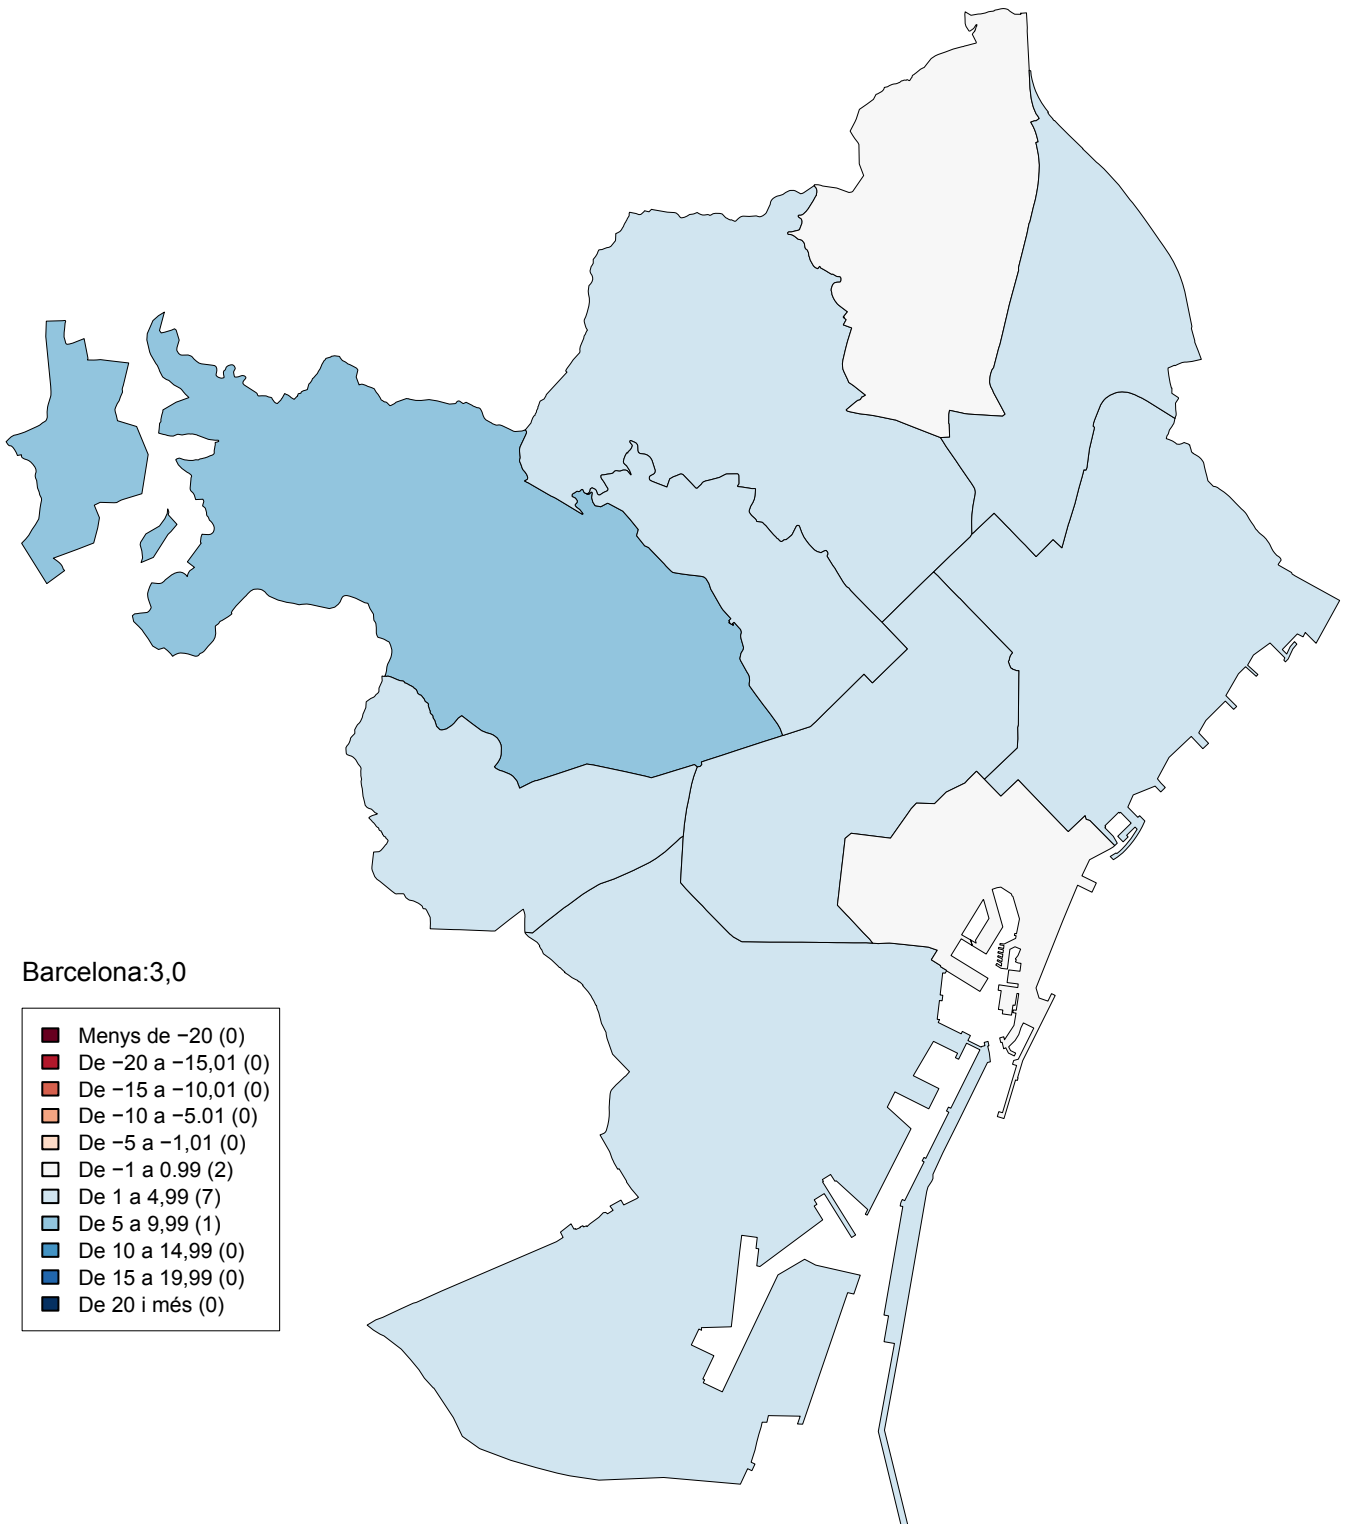 Barcelona:3,0
Menys de −20 (0)
De −20 a −15,01 (0)
De −15 a −10,01 (0)
De −10 a −5.01 (0)
De −5 a −1,01 (0)
De −1 a 0.99 (2)
De 1 a 4,99 (7)
De 5 a 9,99 (1)
De 10 a 14,99 (0)
De 15 a 19,99 (0)
De 20 i més (0)